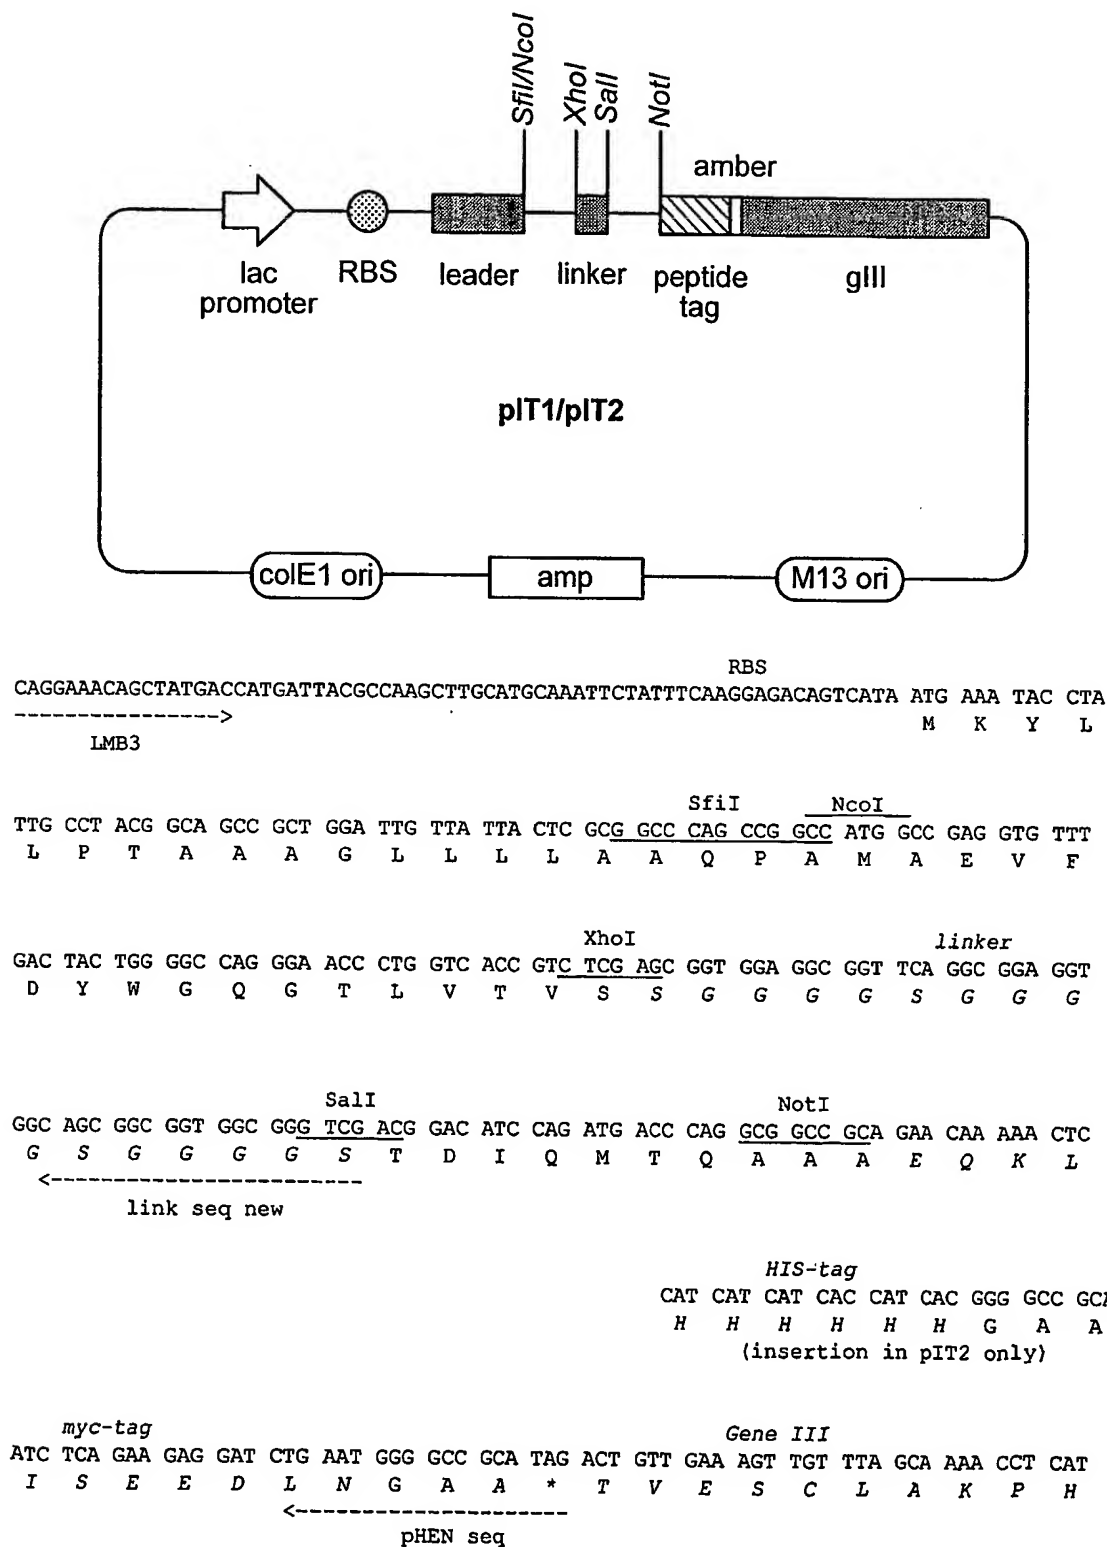 SfiI/NcoI
XhoI
SalI
NotI
amber
lac promoter
RBS
leader
linker
peptide tag
gIII
pIT1/pIT2
colE1 ori
amp
M13 ori
RBS
CAGGAAACAGCTATGACCATGATTACGCCAAGCTTGCATGCAAATTCTATTTCAAGGAGACAGTCATA ATG AAA TAC CTA
---------------->
M K Y L
LMB3
SfiI NcoI
TTG CCT ACG GCA GCC GCT GGA TTG TTA TTA CTC GCG GCC CAG CCG GCC ATG GCC GAG GTG TTT
L P T A A A G L L L L A A Q P A M A E V F
XhoI linker
GAC TAC TGG GGC CAG GGA ACC CTG GTC ACC GTC TCG AGC GGT GGA GGC GGT TCA GGC GGA GGT
D Y W G Q G T L V T V S S G G G G S G G G
SalI NotI
GGC AGC GGC GGT GGC GGG TCG ACG GAC ATC CAG ATG ACC CAG GCG GCC GCA GAA CAA AAA CTC
G S G G G G S T D I Q M T Q A A A E Q K L
<------------------------
link seq new
HIS-tag
CAT CAT CAT CAC CAT CAC GGG GCC GCA
H H H H H H G A A
(insertion in pIT2 only)
myc-tag Gene III
ATC TCA GAA GAG GAT CTG AAT GGG GCC GCA TAG ACT GTT GAA AGT TGT TTA GCA AAA CCT CAT
I S E E D L N G A A * T V E S C L A K P H
<---------------------
pHEN seq